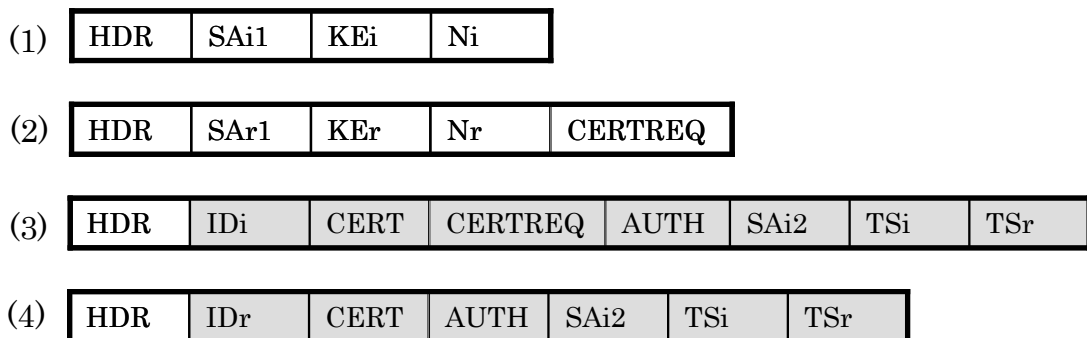 (1) HDR SAi1 KEi Ni
(2) HDR SAr1 KEr Nr CERTREQ
(3) HDR IDi CERT CERTREQ AUTH SAi2 TSi TSr
(4) HDR IDr CERT AUTH SAi2 TSi TSr